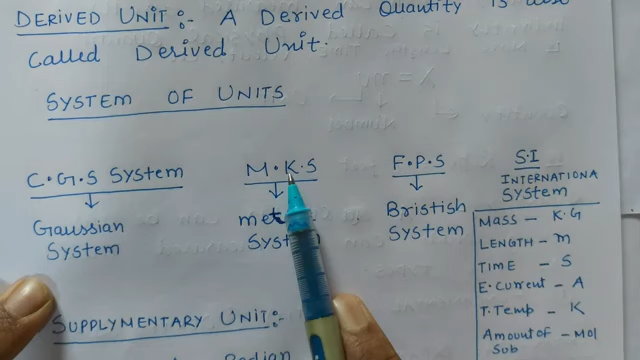 DERIVED UNIT:- A Derived Quantity is
Called Derived Unit.
SYSTEM OF UNITS
C.G.S System
Gaussian
System
M.K.S
F.P.S
Bristish
System
S.I
INTERNATIONA
System
MASS - K.G
LENGTH - m
TIME - S
E.Current - A
T.Temp - K
Amount of - MOl
Sub
SUPPLYMENTARY UNIT:-
Radian